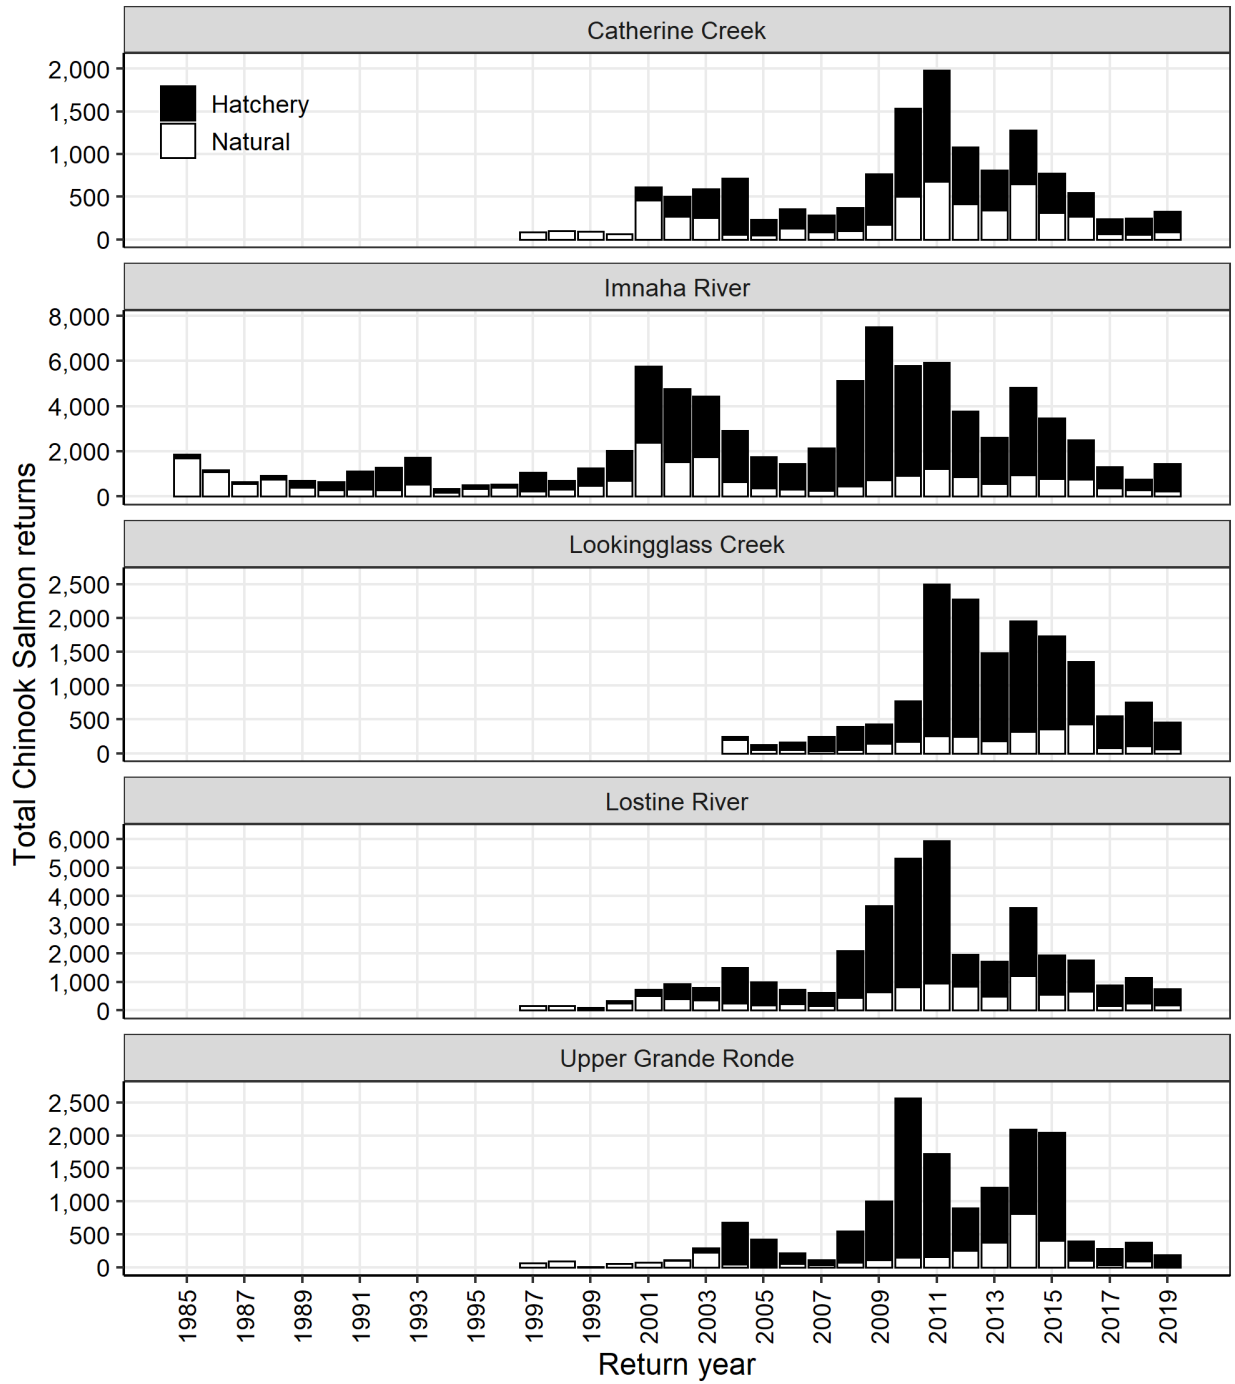 Catherine Creek
2,000
1,500
1,000
500
0
Hatchery
Natural
Imnaha River
8,000
6,000
4,000
2,000
0
Lookingglass Creek
2,500
2,000
1,500
1,000
500
0
Lostine River
6,000
5,000
4,000
3,000
2,000
1,000
0
Upper Grande Ronde
2,500
2,000
1,500
1,000
500
0
Total Chinook Salmon returns
1985 1987 1989 1991 1993 1995 1997 1999 2001 2003 2005 2007 2009 2011 2013 2015 2017 2019
Return year